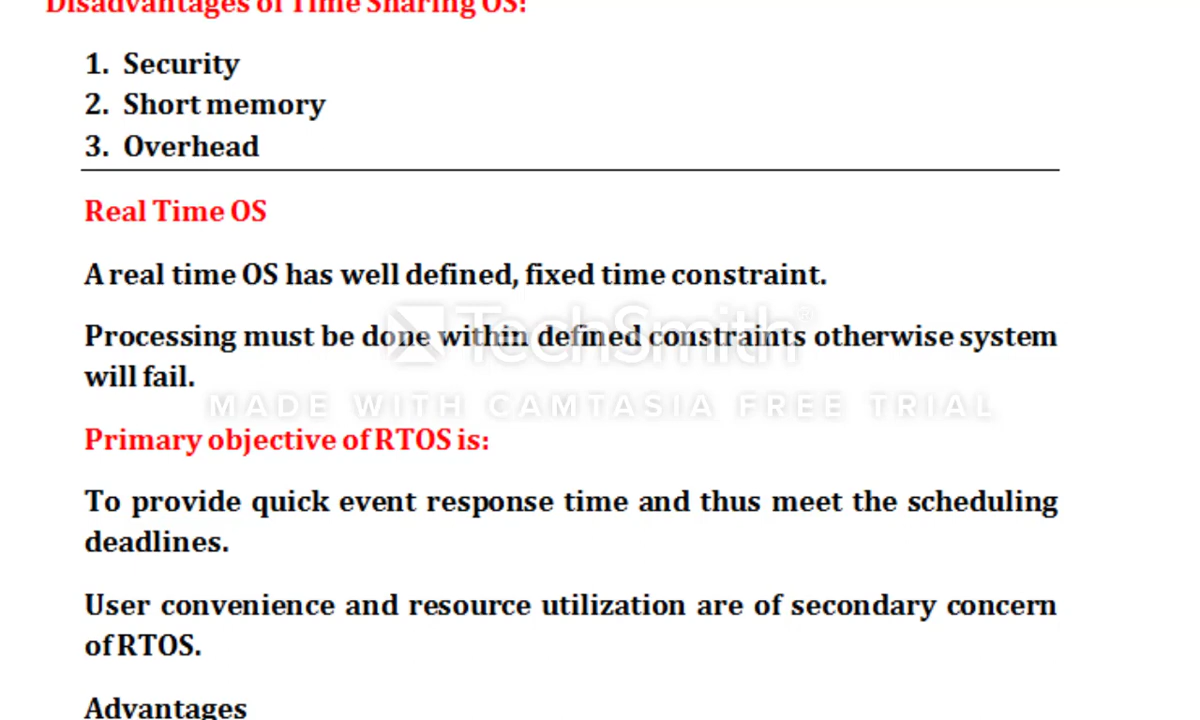 Disadvantages of Time Sharing OS:
1. Security
2. Short memory
3. Overhead
Real Time OS
A real time OS has well defined, fixed time constraint.
Processing must be done within defined constraints otherwise system
will fail.
TechSmith®
MADE WITH CAMTASIA FREE TRIAL
Primary objective of RTOS is:
To provide quick event response time and thus meet the scheduling
deadlines.
User convenience and resource utilization are of secondary concern
of RTOS.
Advantages